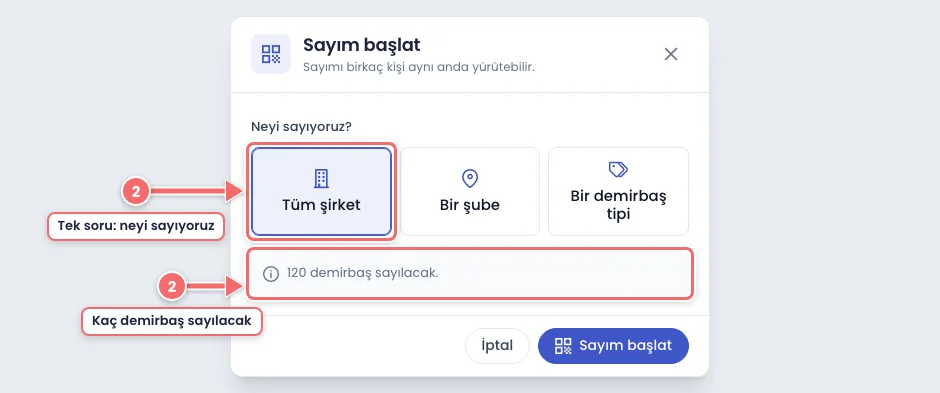 Sayım başlat
Sayımı birkaç kişi aynı anda yürütebilir.
Neyi sayıyoruz?
Tüm şirket
Bir şube
Bir demirbaş
tipi
2
Tek soru: neyi sayıyoruz
120 demirbaş sayılacak.
2
Kaç demirbaş sayılacak
İptal
Sayım başlat